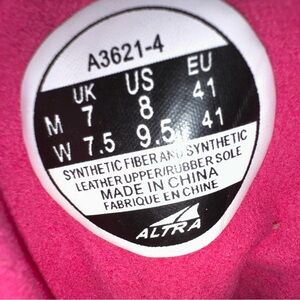 A3621-4
UK US EU
M 7 8 41
W 7.5 9.5 41
SYNTHETIC FIBER AND SYNTHETIC
LEATHER UPPER/RUBBER SOLE
MADE IN CHINA
FABRIQUE EN CHINE
ALTRA